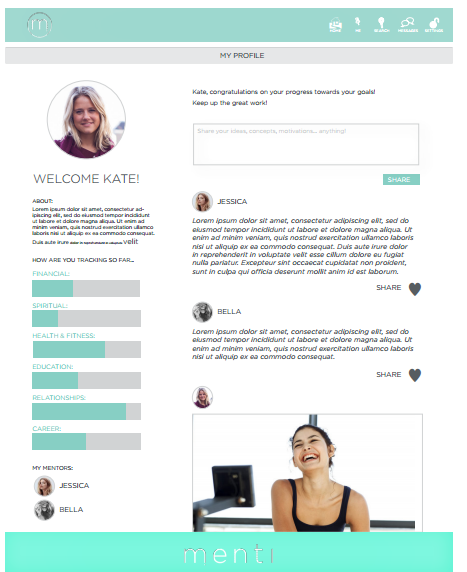 m
HOME ME SEARCH MESSAGES SETTINGS
MY PROFILE
WELCOME KATE!
ABOUT:
Lorem ipsum dolor sit amet, consectetur ad-
ipiscing elit, sed do eiusmod tempor incididunt
ut labore et dolore magna aliqua. Ut enim ad
minim veniam, quis nostrud exercitation
ullamco laboris nisi ut aliquip ex ea commodo consequat.
Duis aute irure dolor in reprehenderit in voluptate velit
HOW ARE YOU TRACKING SO FAR...
FINANCIAL:
SPIRITUAL:
HEALTH & FITNESS:
EDUCATION:
RELATIONSHIPS:
CAREER:
MY MENTORS:
JESSICA
BELLA
Kate, congratulations on your progress towards your goals!
Keep up the great work!
Share your ideas, concepts, motivations... anything!
SHARE
JESSICA
Lorem ipsum dolor sit amet, consectetur adipiscing elit, sed do
eiusmod tempor incididunt ut labore et dolore magna aliqua. Ut
enim ad minim veniam, quis nostrud exercitation ullamco laboris
nisi ut aliquip ex ea commodo consequat. Duis aute irure dolor
in reprehenderit in voluptate velit esse cillum dolore eu fugiat
nulla pariatur. Excepteur sint occaecat cupidatat non proident,
sunt in culpa qui officia deserunt mollit anim id est laborum.
SHARE
BELLA
Lorem ipsum dolor sit amet, consectetur adipiscing elit, sed do
enim ad minim veniam, quis nostrud exercitation ullamco laboris
nisi ut aliquip ex ea commodo consequat.
SHARE
menti